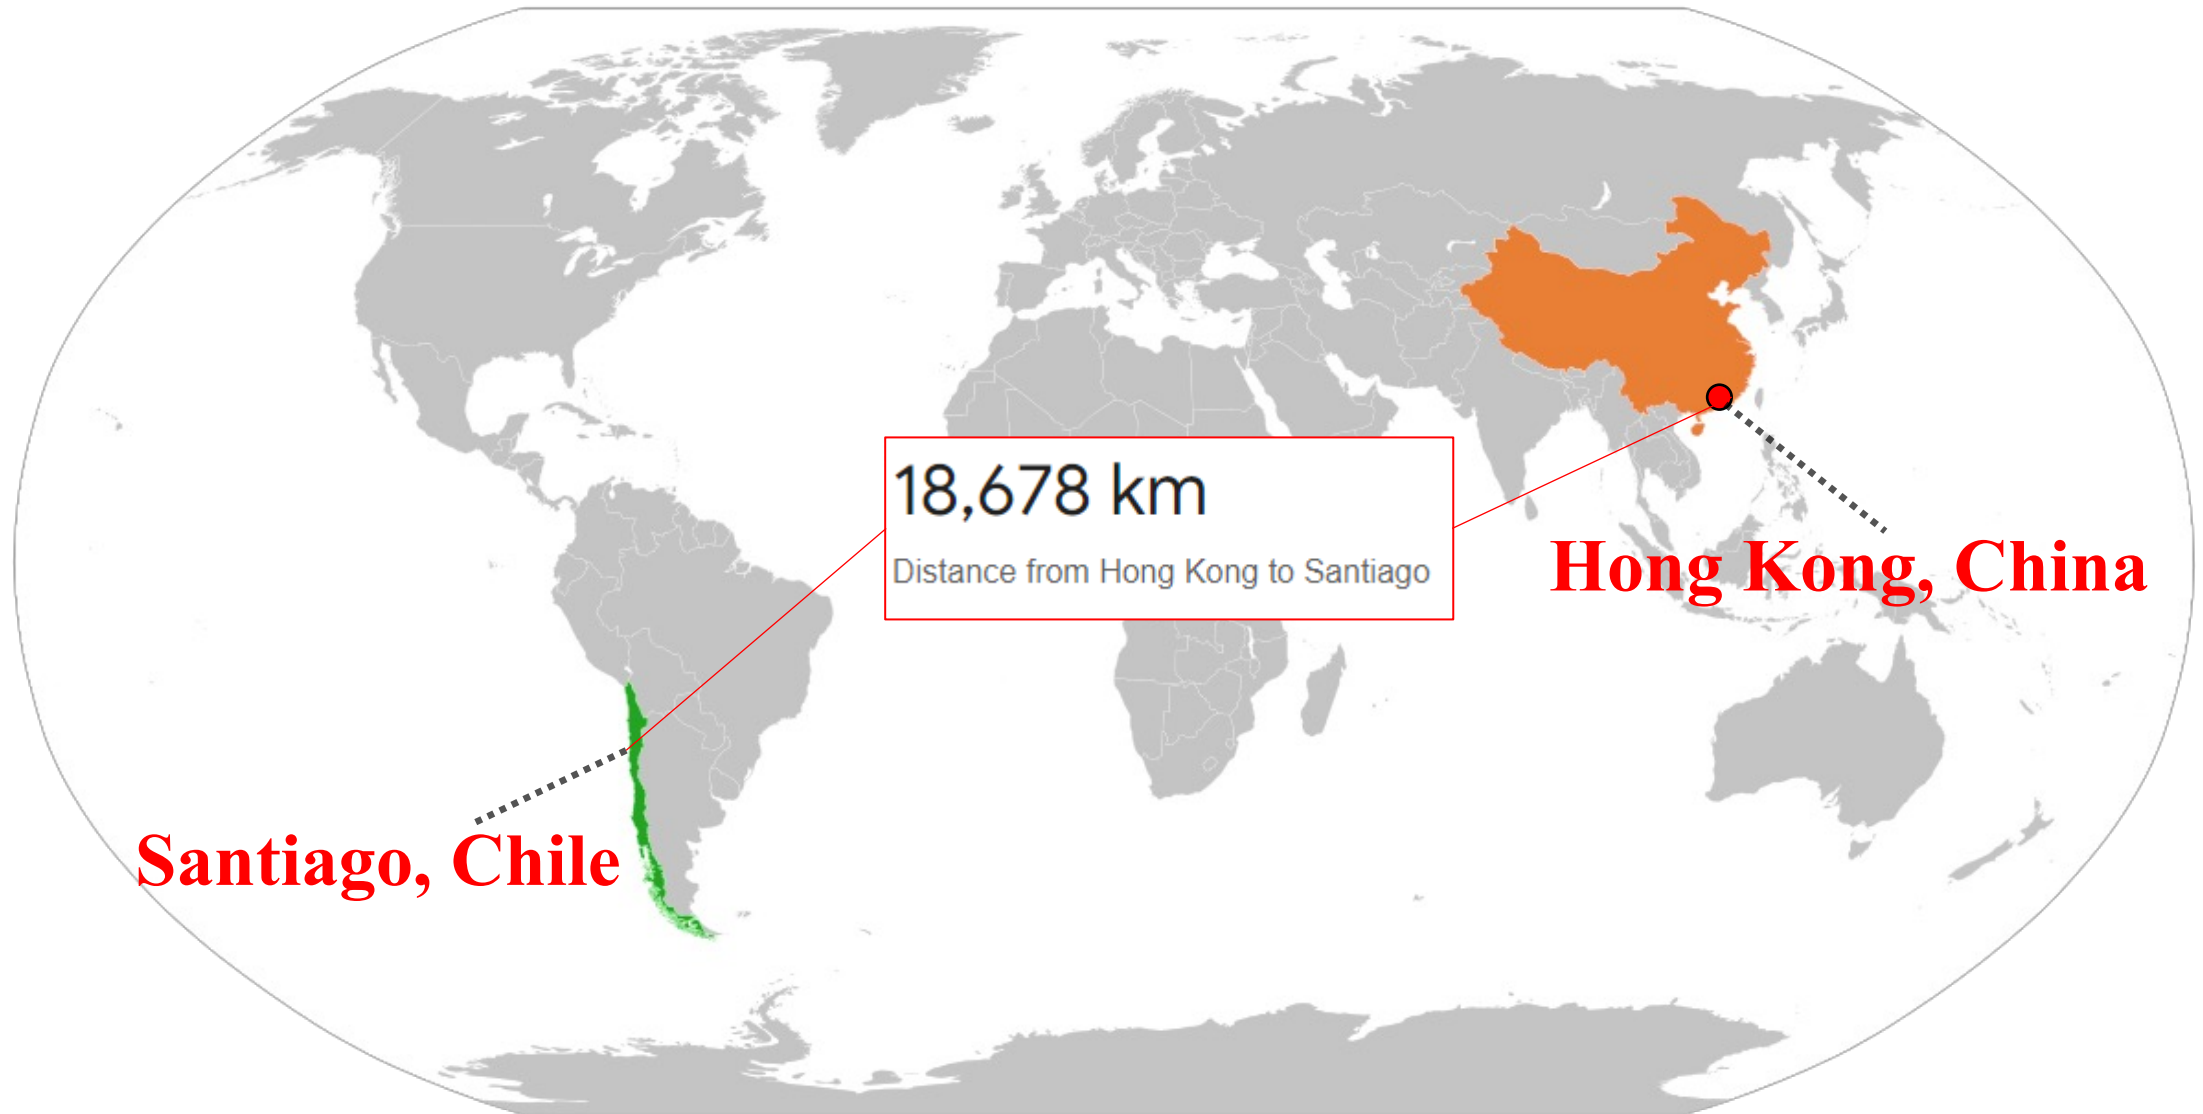 18,678 km
Distance from Hong Kong to Santiago
Hong Kong, China
Santiago, Chile